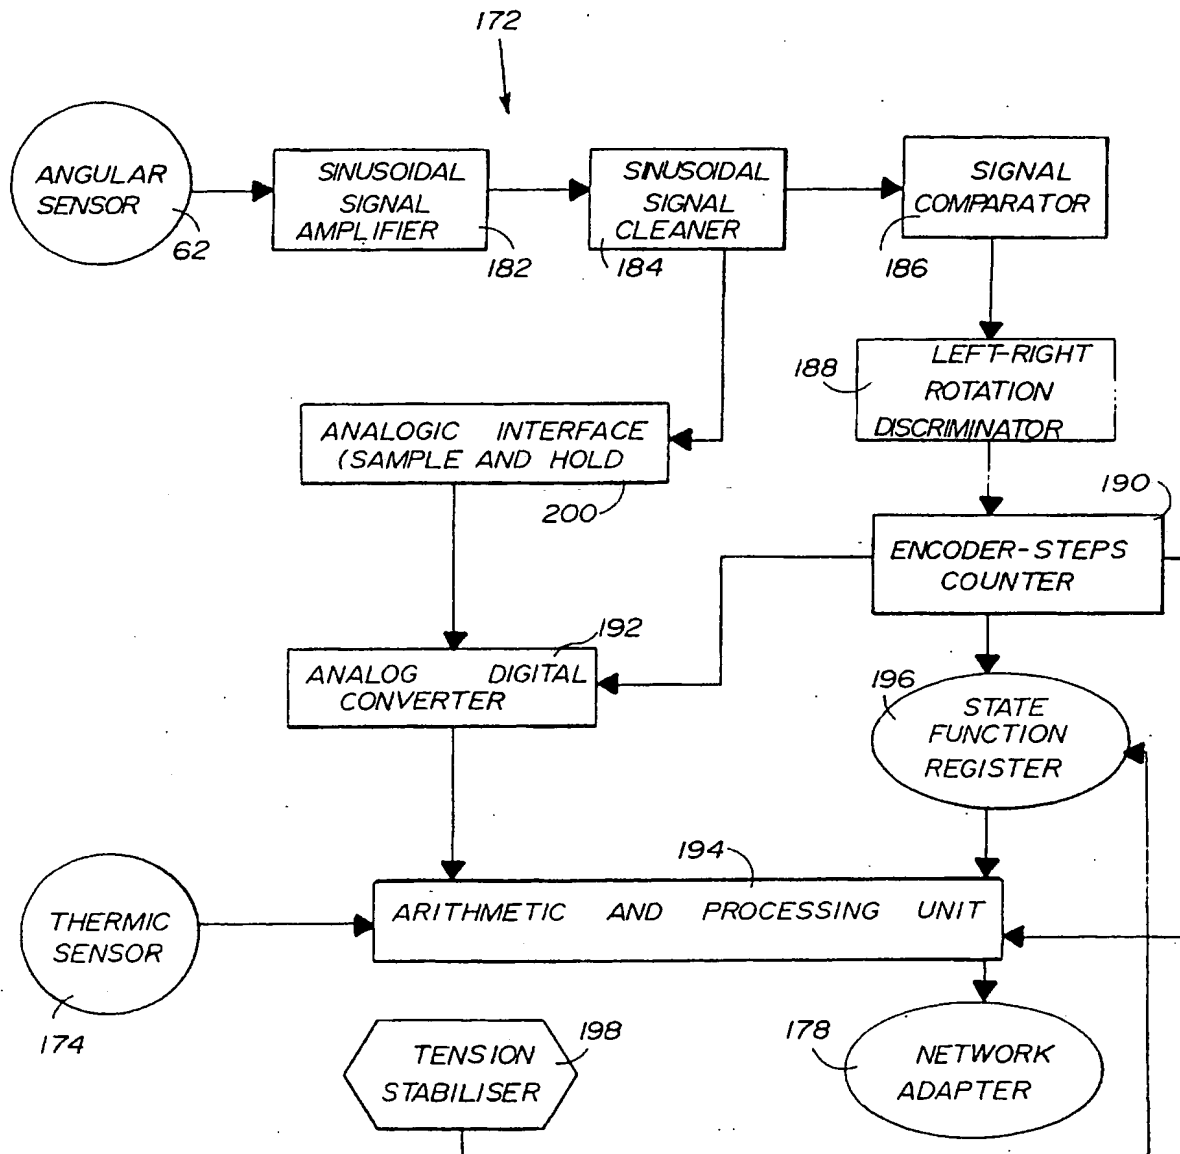 172
ANGULAR
SENSOR
62
SINUSOIDAL
SIGNAL
AMPLIFIER
182
SINUSOIDAL
SIGNAL
CLEANER
184
SIGNAL
COMPARATOR
186
188
LEFT-RIGHT
ROTATION
DISCRIMINATOR
ANALOGIC INTERFACE
(SAMPLE AND HOLD
200
190
ENCODER-STEPS
COUNTER
192
ANALOG DIGITAL
CONVERTER
196
STATE
FUNCTION
REGISTER
194
ARITHMETIC AND PROCESSING UNIT
THERMIC
SENSOR
174
198
TENSION
STABILISER
178
NETWORK
ADAPTER